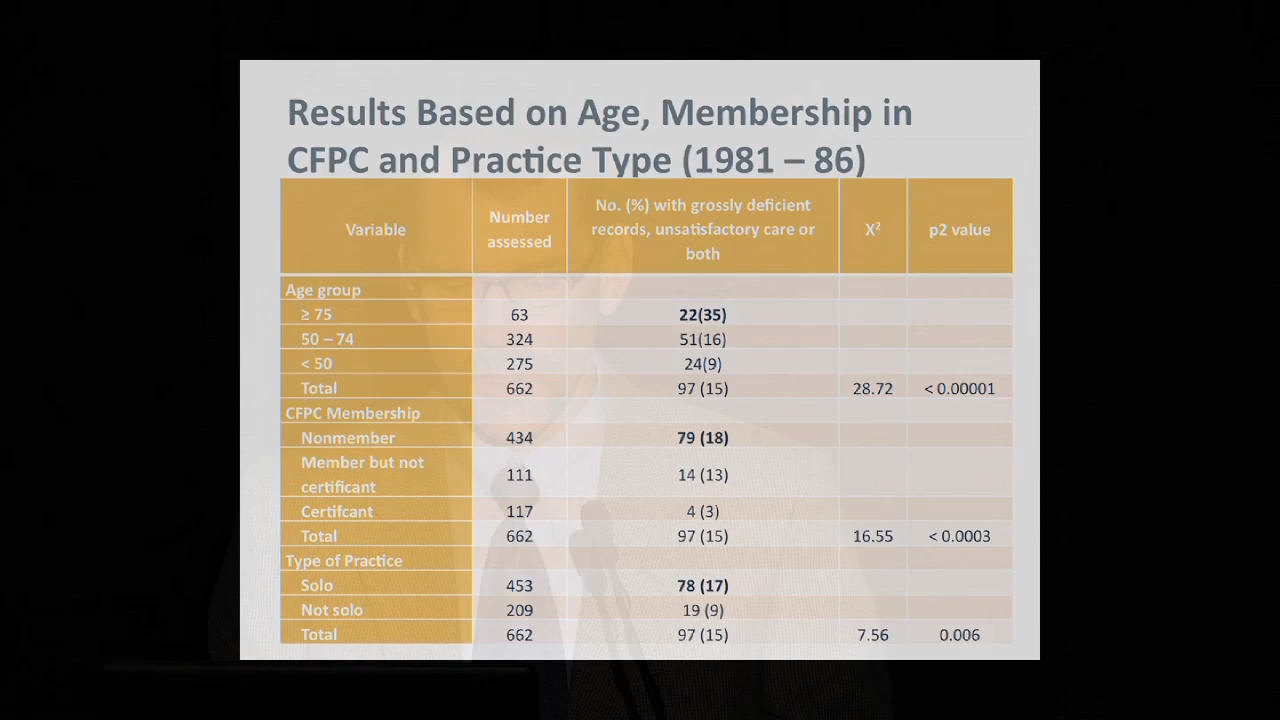 Results Based on Age, Membership in
CFPC and Practice Type (1981 – 86)
Variable
Number
assessed
No. (%) with grossly deficient
records, unsatisfactory care or
both
X²
p2 value
Age group
≥ 75 63 22(35)
50 – 74 324 51(16)
< 50 275 24(9)
Total 662 97 (15) 28.72 < 0.00001
CFPC Membership
Nonmember 434 79 (18)
Member but not
certificant 111 14 (13)
Certifcant 117 4 (3)
Total 662 97 (15) 16.55 < 0.0003
Type of Practice
Solo 453 78 (17)
Not solo 209 19 (9)
Total 662 97 (15) 7.56 0.006